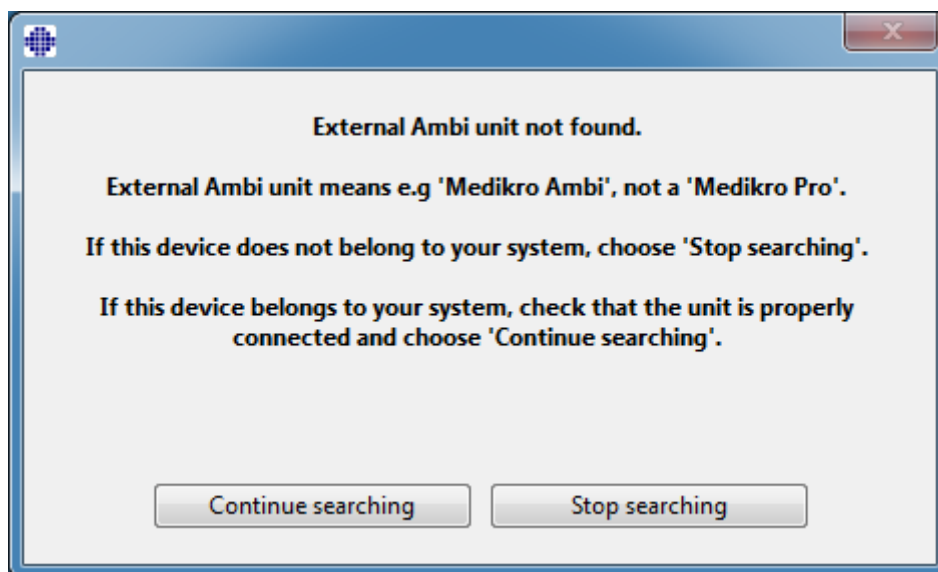 External Ambi unit not found.
External Ambi unit means e.g 'Medikro Ambi', not a 'Medikro Pro'.
If this device does not belong to your system, choose 'Stop searching'.
If this device belongs to your system, check that the unit is properly
connected and choose 'Continue searching'.
Continue searching
Stop searching